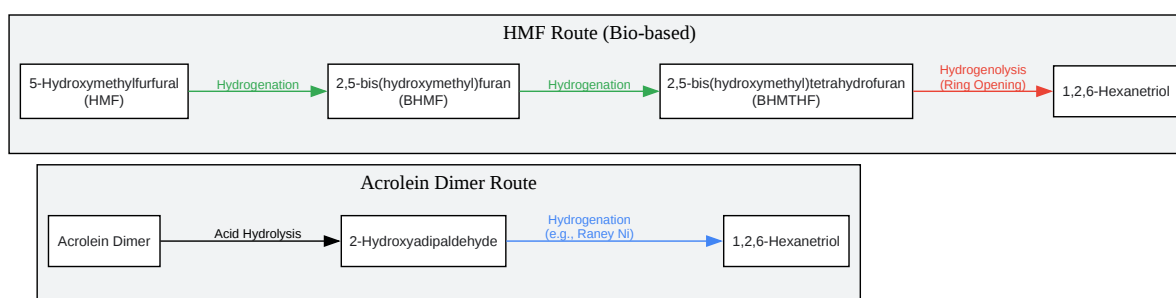 HMF Route (Bio-based)
5-Hydroxymethylfurfural
(HMF)
Hydrogenation
2,5-bis(hydroxymethyl)furan
(BHMF)
Hydrogenation
2,5-bis(hydroxymethyl)tetrahydrofuran
(BHMTHF)
Hydrogenolysis
(Ring Opening)
1,2,6-Hexanetriol
Acrolein Dimer Route
Acrolein Dimer
Acid Hydrolysis
2-Hydroxyadipaldehyde
Hydrogenation
(e.g., Raney Ni)
1,2,6-Hexanetriol